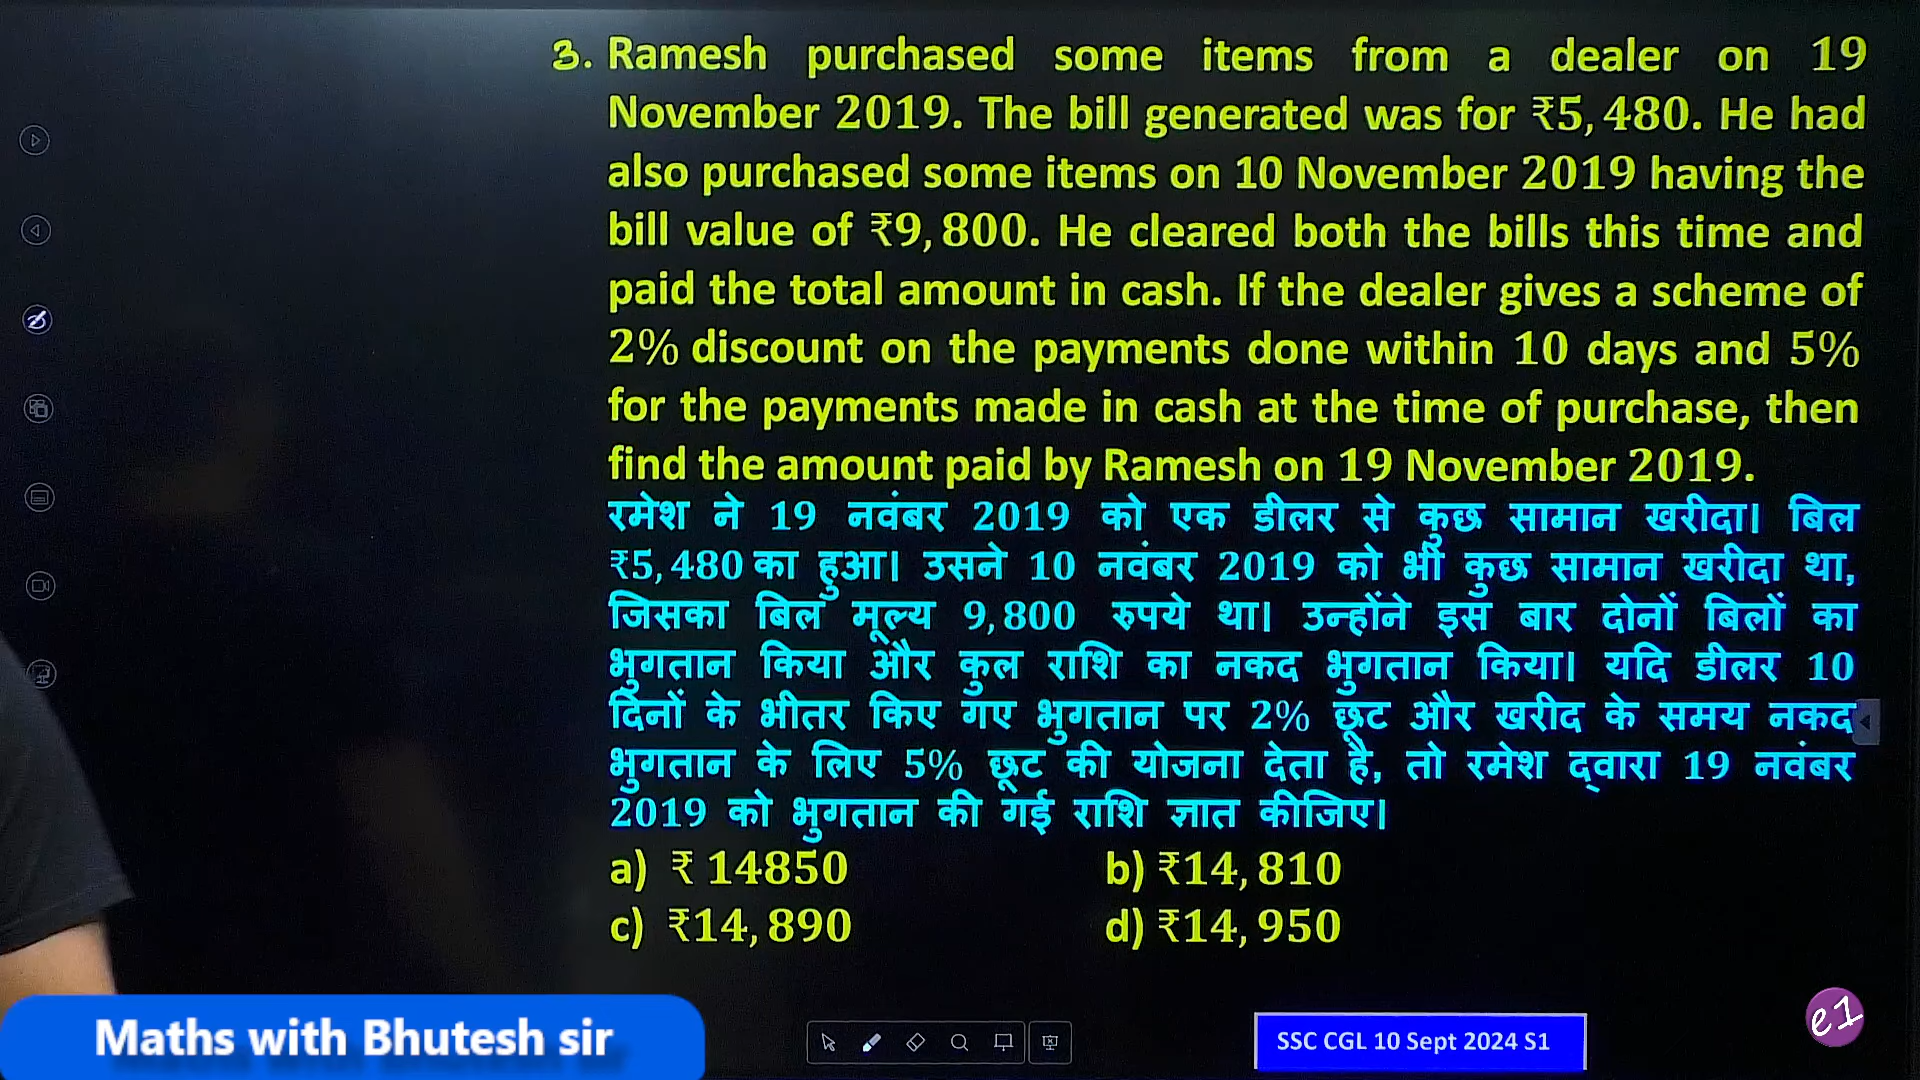 3. Ramesh purchased some items from a dealer on 19
November 2019. The bill generated was for ₹5,480. He had
also purchased some items on 10 November 2019 having the
bill value of ₹9,800. He cleared both the bills this time and
paid the total amount in cash. If the dealer gives a scheme of
2% discount on the payments done within 10 days and 5%
for the payments made in cash at the time of purchase, then
find the amount paid by Ramesh on 19 November 2019.
रमेश ने 19 नवंबर 2019 को एक डीलर से कुछ सामान खरीदा। बिल
₹5,480 का हुआ। उसने 10 नवंबर 2019 को भी कुछ सामान खरीदा था,
जिसका बिल मूल्य 9,800 रुपये था। उन्होंने इस बार दोनों बिलों का
भुगतान किया और कुल राशि का नकद भुगतान किया। यदि डीलर 10
दिनों के भीतर किए गए भुगतान पर 2% छूट और खरीद के समय नकद
भुगतान के लिए 5% छूट की योजना देता है, तो रमेश द्वारा 19 नवंबर
2019 को भुगतान की गई राशि ज्ञात कीजिए।
a) ₹ 14850 b) ₹14,810
c) ₹14,890 d) ₹14,950
Maths with Bhutesh sir
SSC CGL 10 Sept 2024 S1
e1